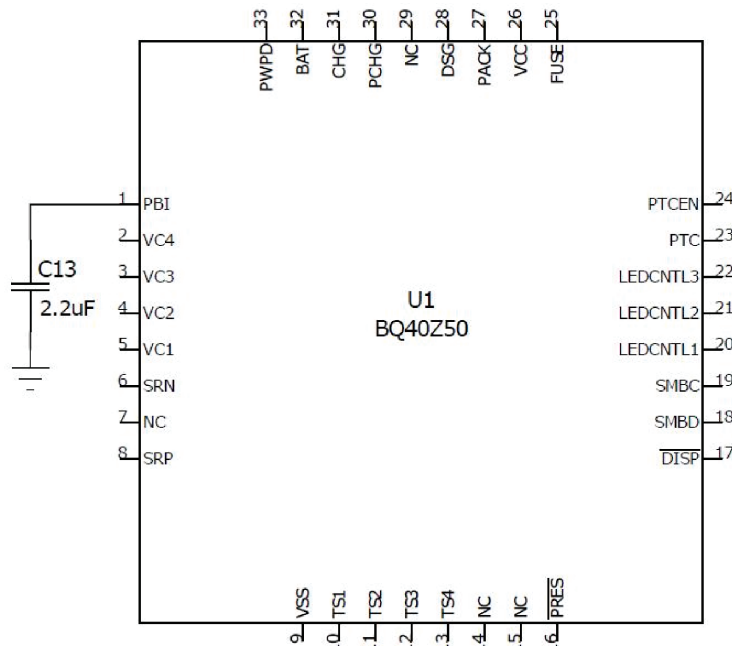 33 32 31 30 29 28 27 26 25
PWPD BAT CHG PCHG NC DSG PACK VCC FUSE
1 PBI
2 VC4
3 VC3
4 VC2
5 VC1
6 SRN
7 NC
8 SRP
C13
2.2uF
U1
BQ40Z50
PTCEN 24
PTC 23
LEDCNTL3 22
LEDCNTL2 21
LEDCNTL1 20
SMBC 19
SMBD 18
DISP 17
VSS TS1 TS2 TS3 TS4 NC NC PRES
9